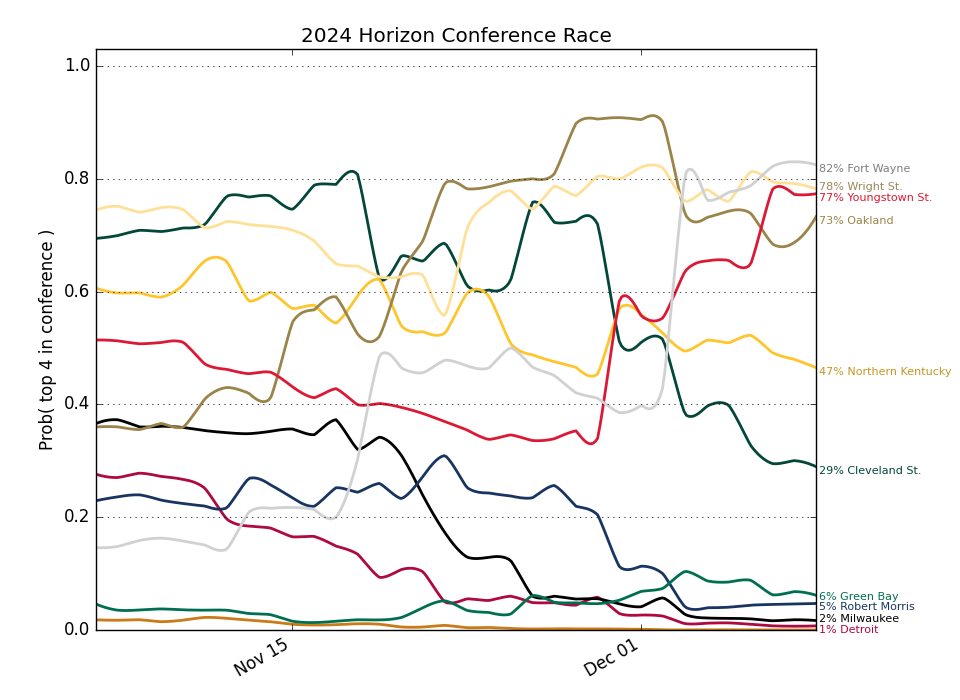 2024 Horizon Conference Race
Prob( top 4 in conference )
1.0
0.8
0.6
0.4
0.2
0.0
Nov 15
Dec 01
82% Fort Wayne
78% Wright St.
77% Youngstown St.
73% Oakland
47% Northern Kentucky
29% Cleveland St.
6% Green Bay
5% Robert Morris
2% Milwaukee
1% Detroit